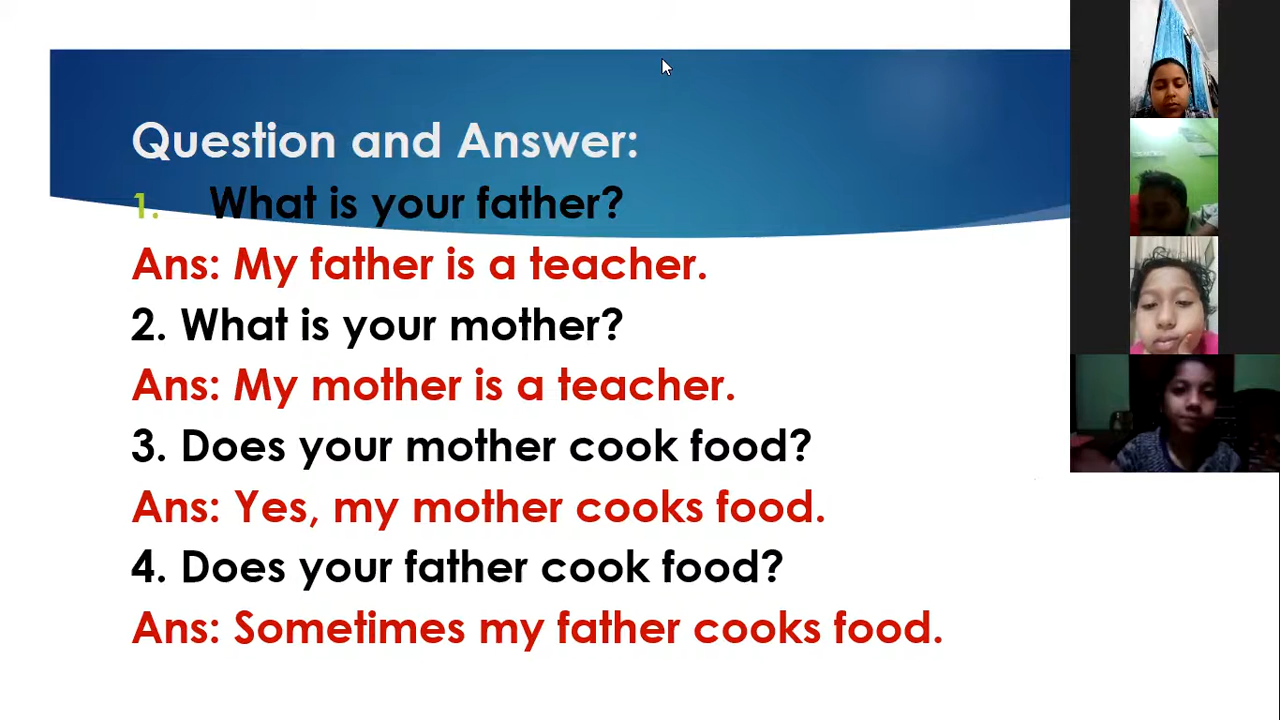 Question and Answer:
1. What is your father?
Ans: My father is a teacher.
2. What is your mother?
Ans: My mother is a teacher.
3. Does your mother cook food?
Ans: Yes, my mother cooks food.
4. Does your father cook food?
Ans: Sometimes my father cooks food.